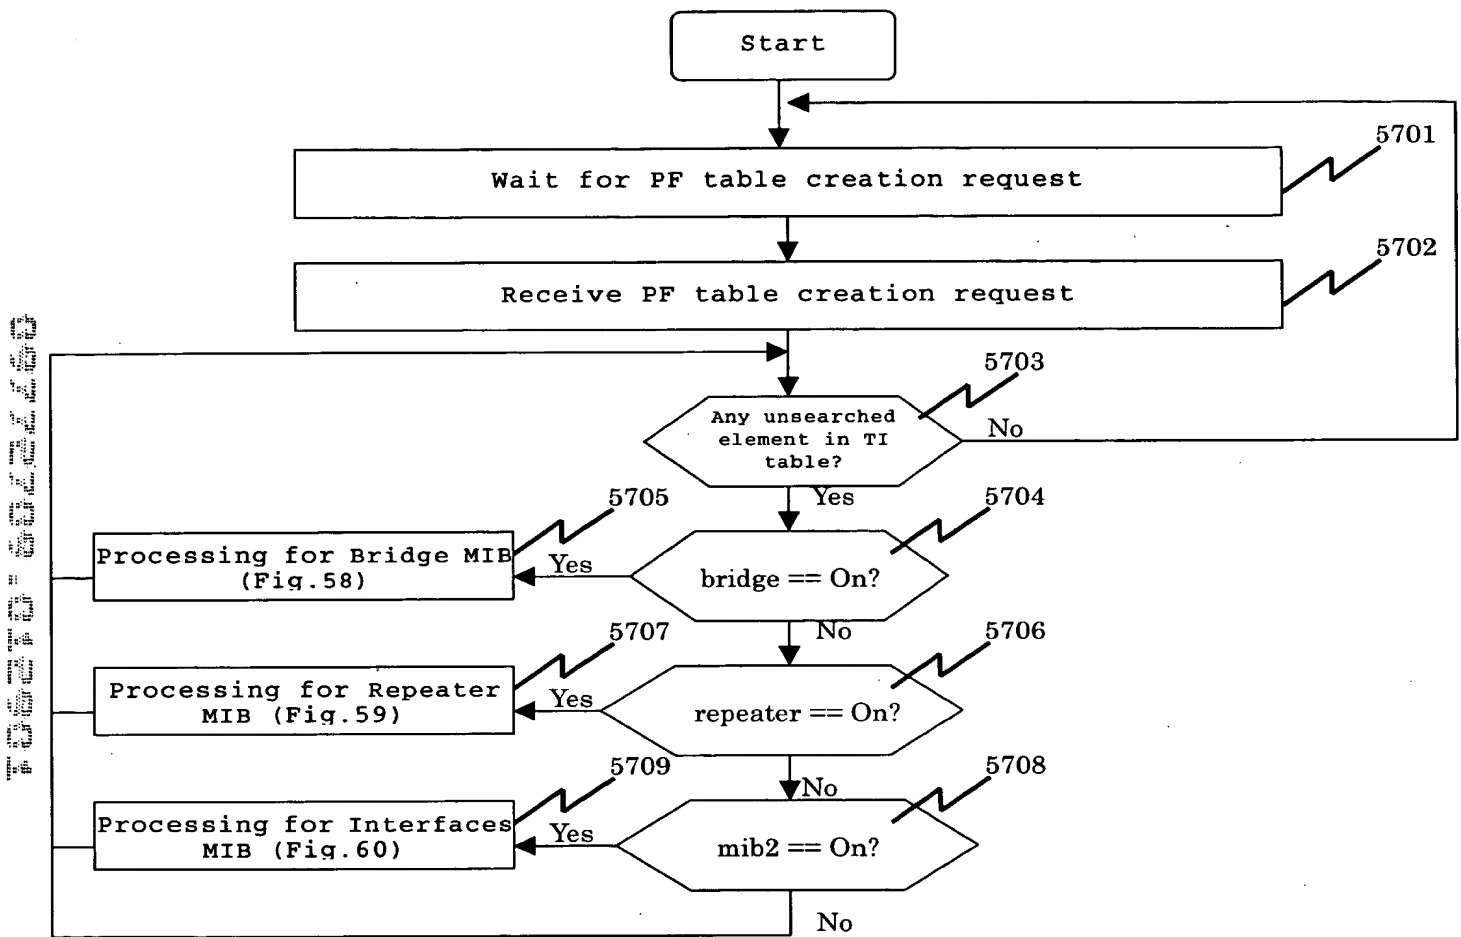 Start
5701
Wait for PF table creation request
5702
Receive PF table creation request
5703
Any unsearched
element in TI
table?
No
Yes
5705
5704
Processing for Bridge MIB
(Fig.58)
Yes
bridge == On?
No
5707
5706
Processing for Repeater
MIB (Fig.59)
Yes
repeater == On?
No
5709
5708
Processing for Interfaces
MIB (Fig.60)
Yes
mib2 == On?
No